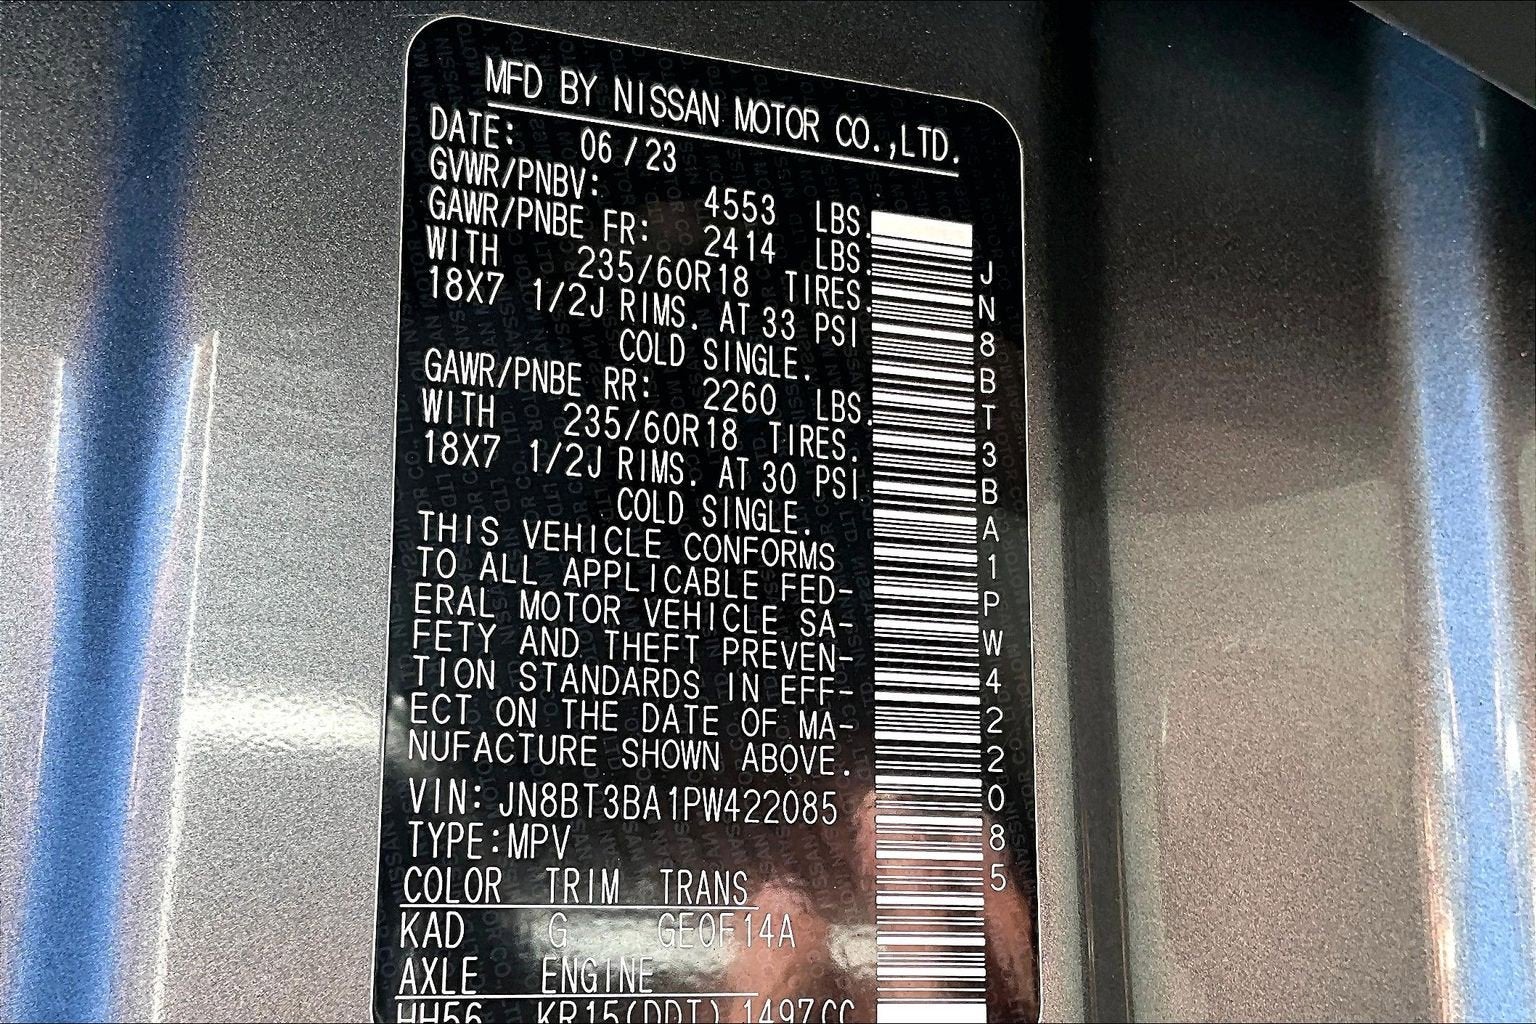 MFD BY NISSAN MOTOR CO.,LTD.
DATE: 06/23
GVWR/PNBV: 4553 LBS.
GAWR/PNBE FR: 2414 LBS.
WITH 235/60R18 TIRES.
18X7 1/2J RIMS. AT 33 PSI
COLD SINGLE.
GAWR/PNBE RR: 2260 LBS.
WITH 235/60R18 TIRES.
18X7 1/2J RIMS. AT 30 PSI
COLD SINGLE.
THIS VEHICLE CONFORMS
TO ALL APPLICABLE FED-
ERAL MOTOR VEHICLE SA-
FETY AND THEFT PREVEN-
TION STANDARDS IN EFF-
ECT ON THE DATE OF MA-
NUFACTURE SHOWN ABOVE.
VIN: JN8BT3BA1PW422085
TYPE:MPV
COLOR TRIM TRANS
KAD G GE0F14A
AXLE ENGINE
HH56 KR15(DDT) 1497CC
JN8BT3BA1PW422085